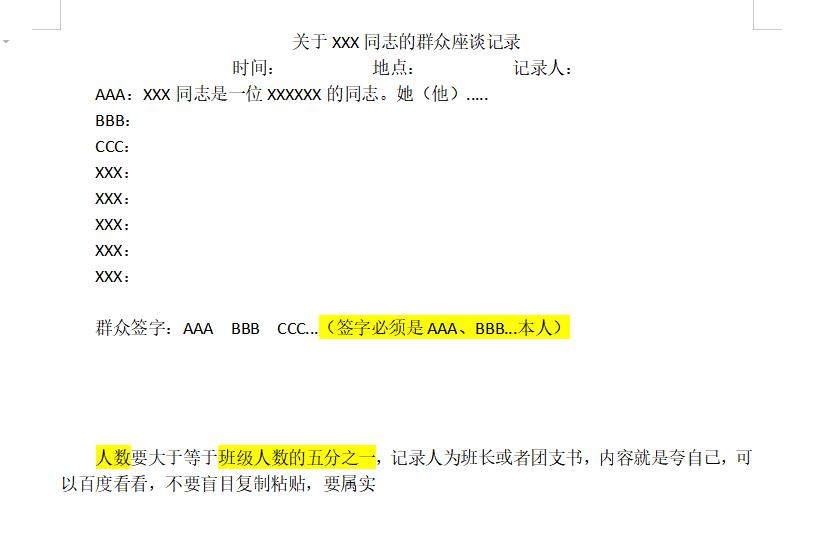 关于 XXX 同志的群众座谈记录
时间： 地点： 记录人：
AAA：XXX 同志是一位 XXXXXX 的同志。她（他）.....
BBB：
CCC：
XXX：
XXX：
XXX：
XXX：
XXX：
群众签字：AAA BBB CCC...（签字必须是 AAA、BBB...本人）
人数要大于等于班级人数的五分之一，记录人为班长或者团支书，内容就是夸自己，可
以百度看看，不要盲目复制粘贴，要属实